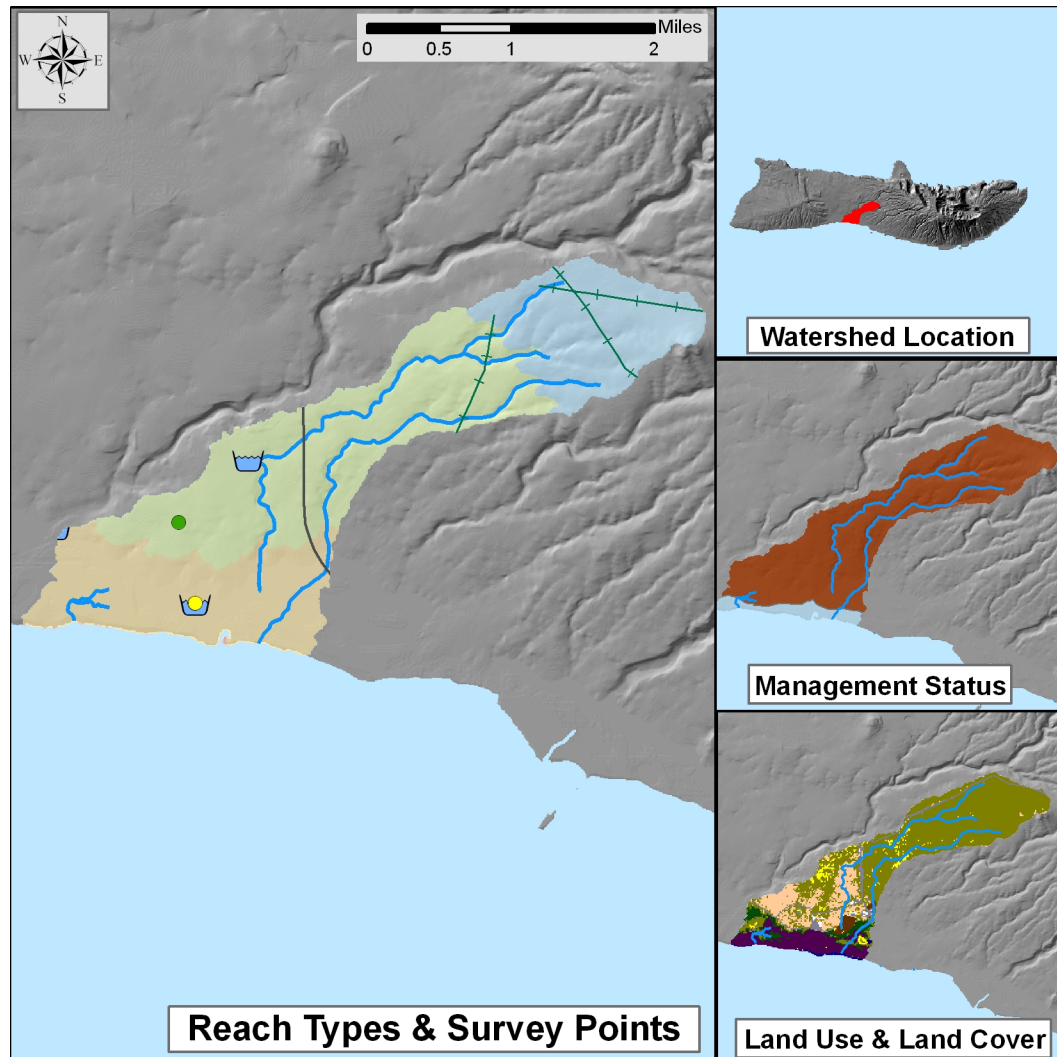 N
W E
S
Miles
0 0.5 1 2
Watershed Location
Management Status
Reach Types & Survey Points
Land Use & Land Cover